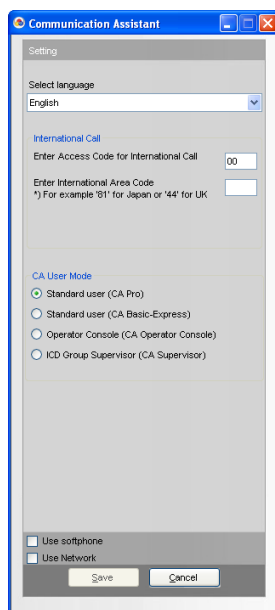 Communication Assistant
Setting
Select language
English
International Call
Enter Access Code for International Call
00
Enter International Area Code
*) For example '81' for Japan or '44' for UK
CA User Mode
Standard user (CA Pro)
Standard user (CA Basic-Express)
Operator Console (CA Operator Console)
ICD Group Supervisor (CA Supervisor)
Use softphone
Use Network
Save
Cancel